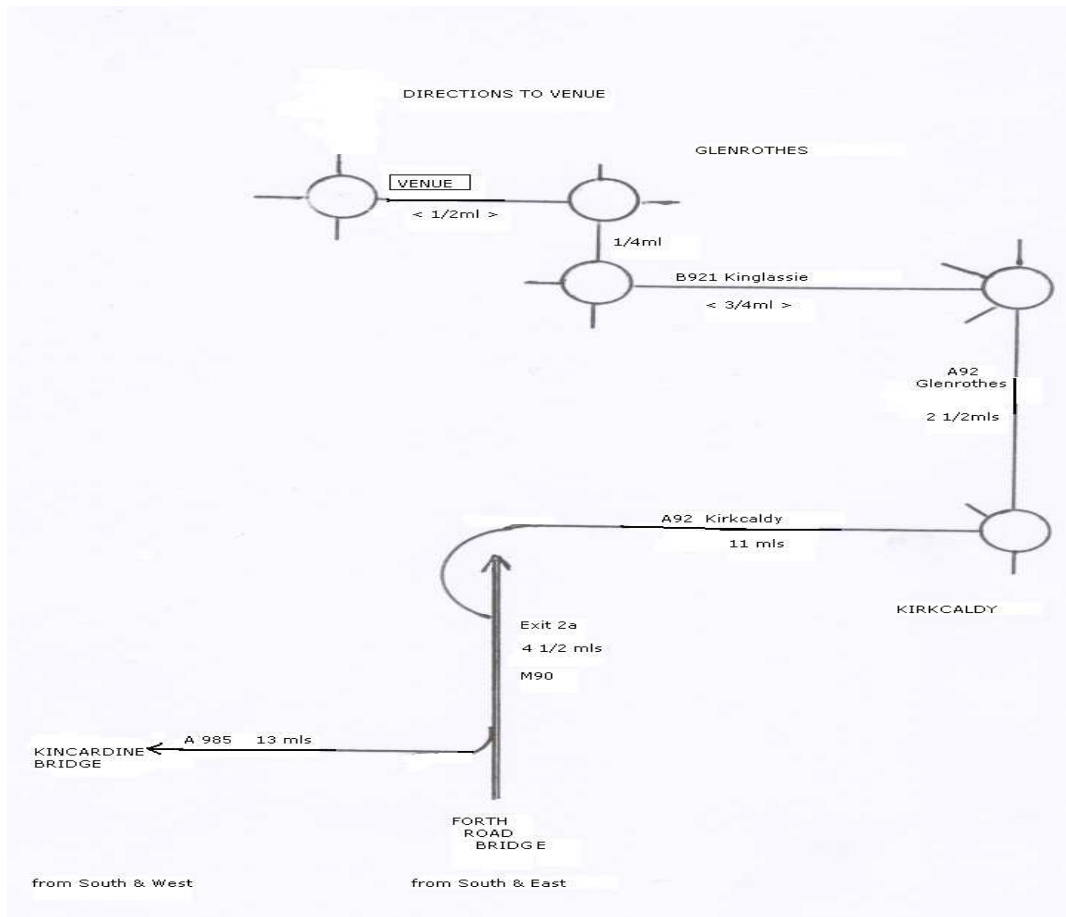 DIRECTIONS TO VENUE
GLENROTHES
VENUE
< 1/2ml >
1/4ml
B921 Kinglassie
< 3/4ml >
A92
Glenrothes
2 1/2mls
A92 Kirkcaldy
11 mls
KIRKCALDY
Exit 2a
4 1/2 mls
M90
A 985 13 mls
KINCARDINE
BRIDGE
FORTH
ROAD
BRIDGE
from South & West
from South & East